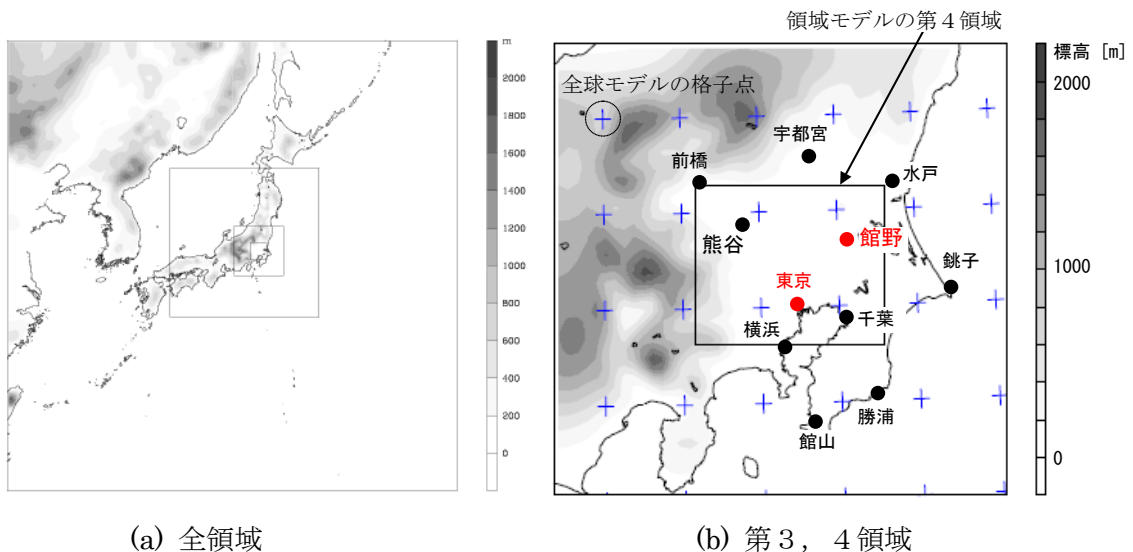 m
2000
1800
1600
1400
1200
1000
800
600
400
200
0
(a) 全領域
領域モデルの第4領域
全球モデルの格子点
宇都宮
前橋
水戸
熊谷
館野
東京
銚子
横浜
千葉
勝浦
館山
標高 [m]
2000
1000
0
(b) 第3,4領域